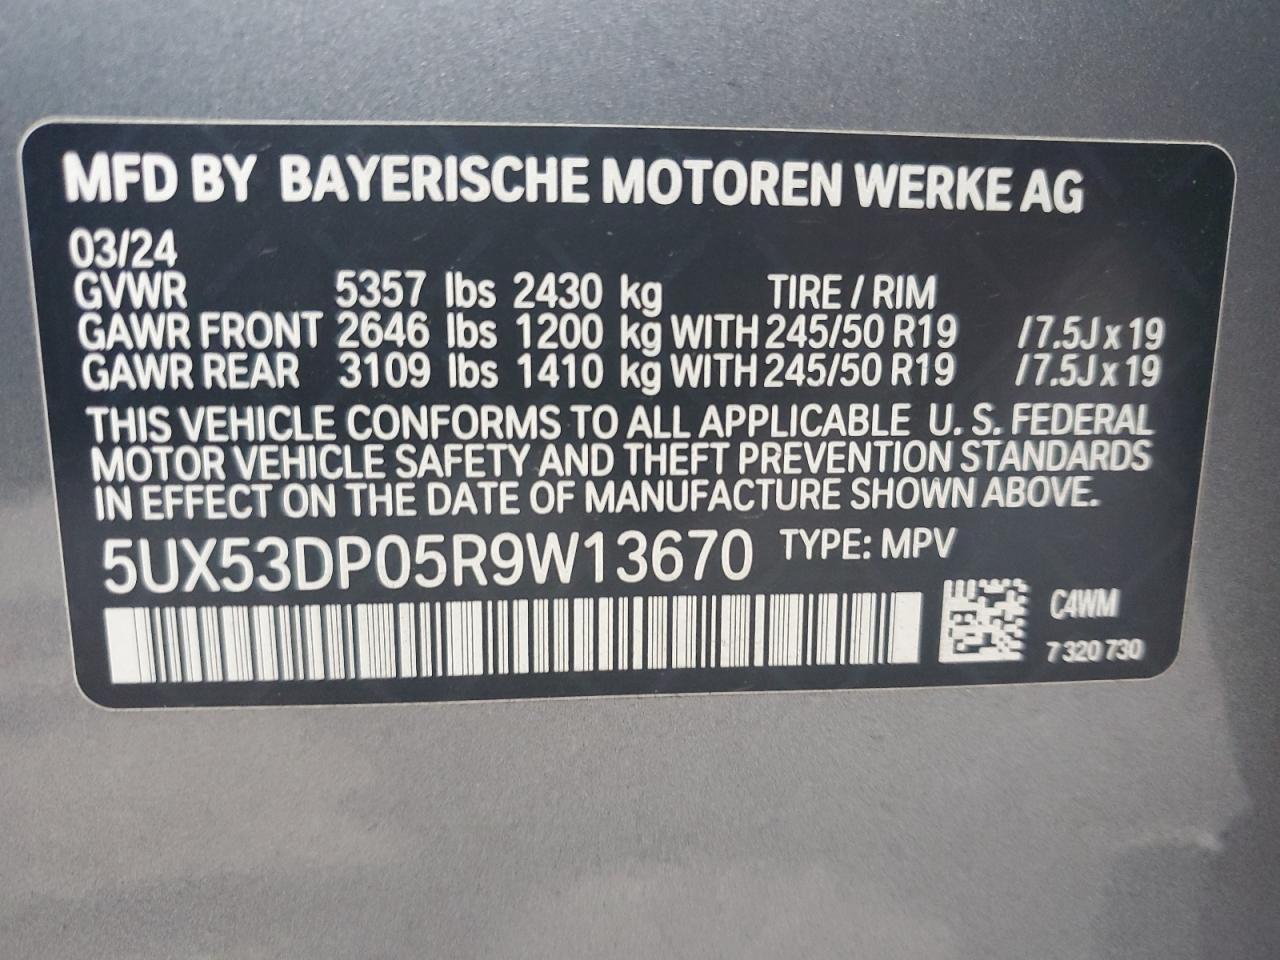 MFD BY BAYERISCHE MOTOREN WERKE AG
03/24
GVWR 5357 lbs 2430 kg TIRE / RIM
GAWR FRONT 2646 lbs 1200 kg WITH 245/50 R19 /7.5J x 19
GAWR REAR 3109 lbs 1410 kg WITH 245/50 R19 /7.5J x 19
THIS VEHICLE CONFORMS TO ALL APPLICABLE U. S. FEDERAL
MOTOR VEHICLE SAFETY AND THEFT PREVENTION STANDARDS
IN EFFECT ON THE DATE OF MANUFACTURE SHOWN ABOVE.
5UX53DP05R9W13670 TYPE: MPV
C4WM
7 320 730